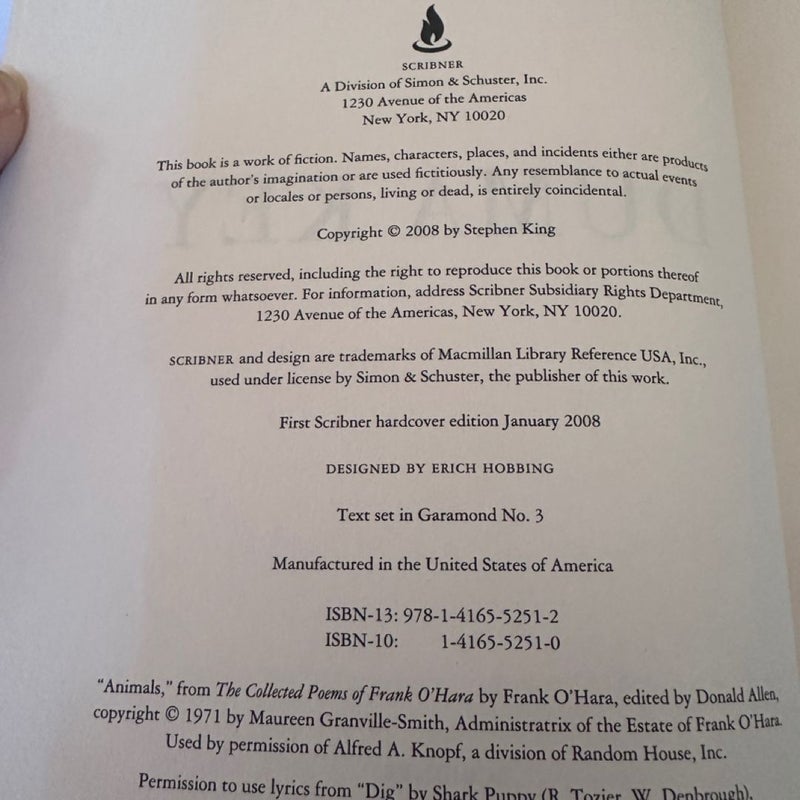 SCRIBNER
A Division of Simon & Schuster, Inc.
1230 Avenue of the Americas
New York, NY 10020
This book is a work of fiction. Names, characters, places, and incidents either are products
of the author's imagination or are used fictitiously. Any resemblance to actual events
or locales or persons, living or dead, is entirely coincidental.
Copyright © 2008 by Stephen King
All rights reserved, including the right to reproduce this book or portions thereof
in any form whatsoever. For information, address Scribner Subsidiary Rights Department,
1230 Avenue of the Americas, New York, NY 10020.
SCRIBNER and design are trademarks of Macmillan Library Reference USA, Inc.,
used under license by Simon & Schuster, the publisher of this work.
First Scribner hardcover edition January 2008
DESIGNED BY ERICH HOBBING
Text set in Garamond No. 3
Manufactured in the United States of America
ISBN-13: 978-1-4165-5251-2
ISBN-10: 1-4165-5251-0
“Animals,” from The Collected Poems of Frank O'Hara by Frank O'Hara, edited by Donald Allen,
copyright © 1971 by Maureen Granville-Smith, Administratrix of the Estate of Frank O'Hara.
Used by permission of Alfred A. Knopf, a division of Random House, Inc.
Permission to use lyrics from “Dig” by Shark Puppy (R. Tozier, W. Denbrough),